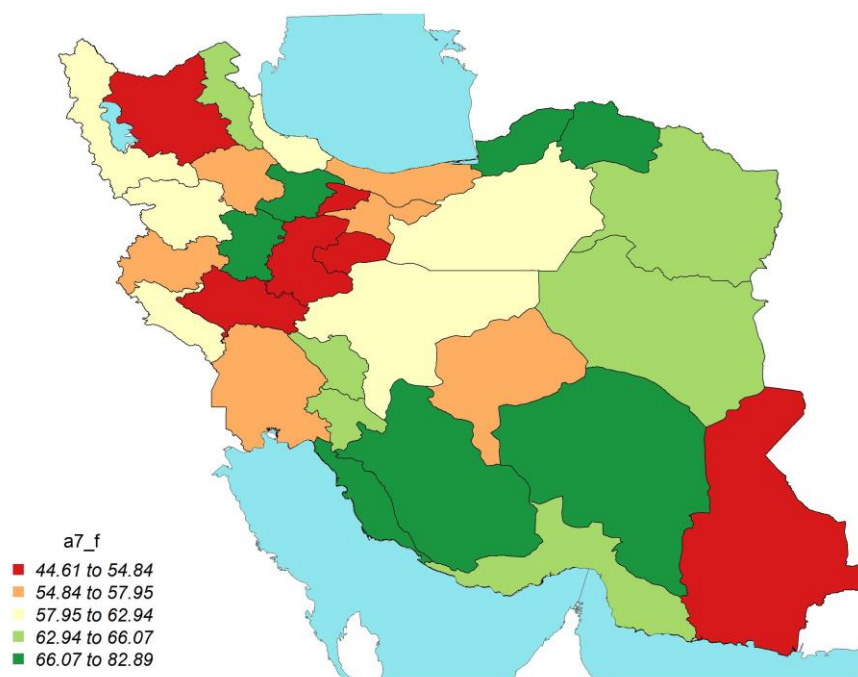 a7_f
44.61 to 54.84
54.84 to 57.95
57.95 to 62.94
62.94 to 66.07
66.07 to 82.89